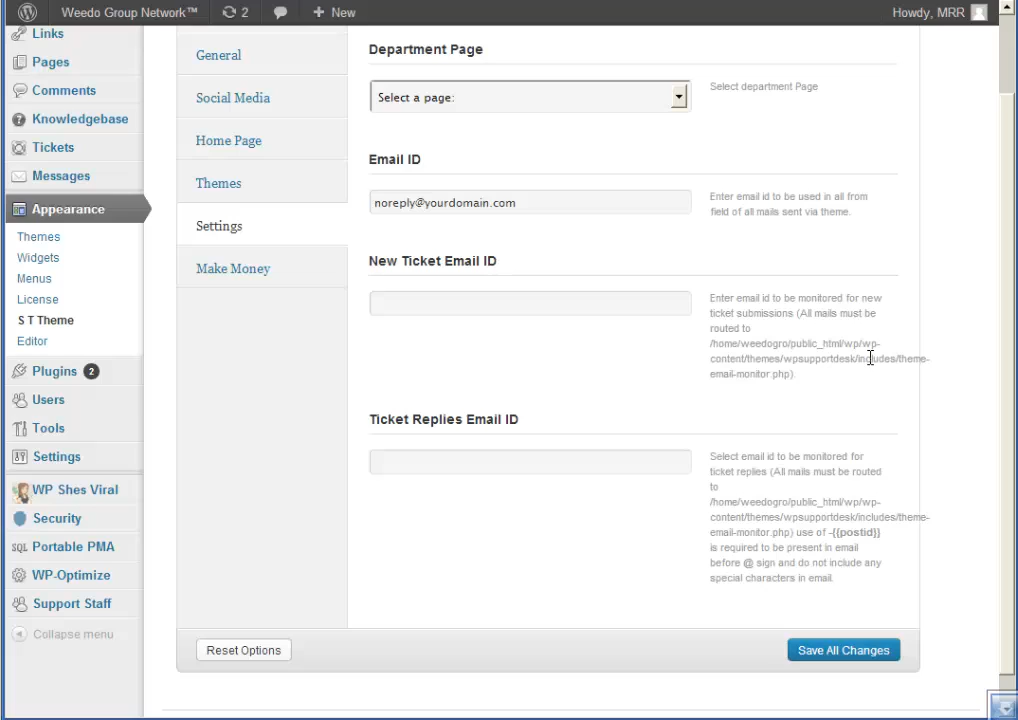 Weedo Group Network™ 2 New Howdy, MRR
Links
Pages
Comments
Knowledgebase
Tickets
Messages
Appearance
Themes
Widgets
Menus
License
S T Theme
Editor
Plugins 2
Users
Tools
Settings
WP Shes Viral
Security
SQL Portable PMA
WP-Optimize
Support Staff
Collapse menu
General
Social Media
Home Page
Themes
Settings
Make Money
Department Page
Select a page:
Select department Page
Email ID
noreply@yourdomain.com
Enter email id to be used in all from
field of all mails sent via theme.
New Ticket Email ID
Enter email id to be monitored for new
ticket submissions (All mails must be
routed to
/home/weedogro/public_html/wp/wp-
content/themes/wpsupportdesk/includes/theme-
email-monitor.php).
Ticket Replies Email ID
Select email id to be monitored for
ticket replies (All mails must be routed
to
/home/weedogro/public_html/wp/wp-
content/themes/wpsupportdesk/includes/theme-
email-monitor.php) use of -{{postid}}
is required to be present in email
before @ sign and do not include any
special characters in email.
Reset Options
Save All Changes